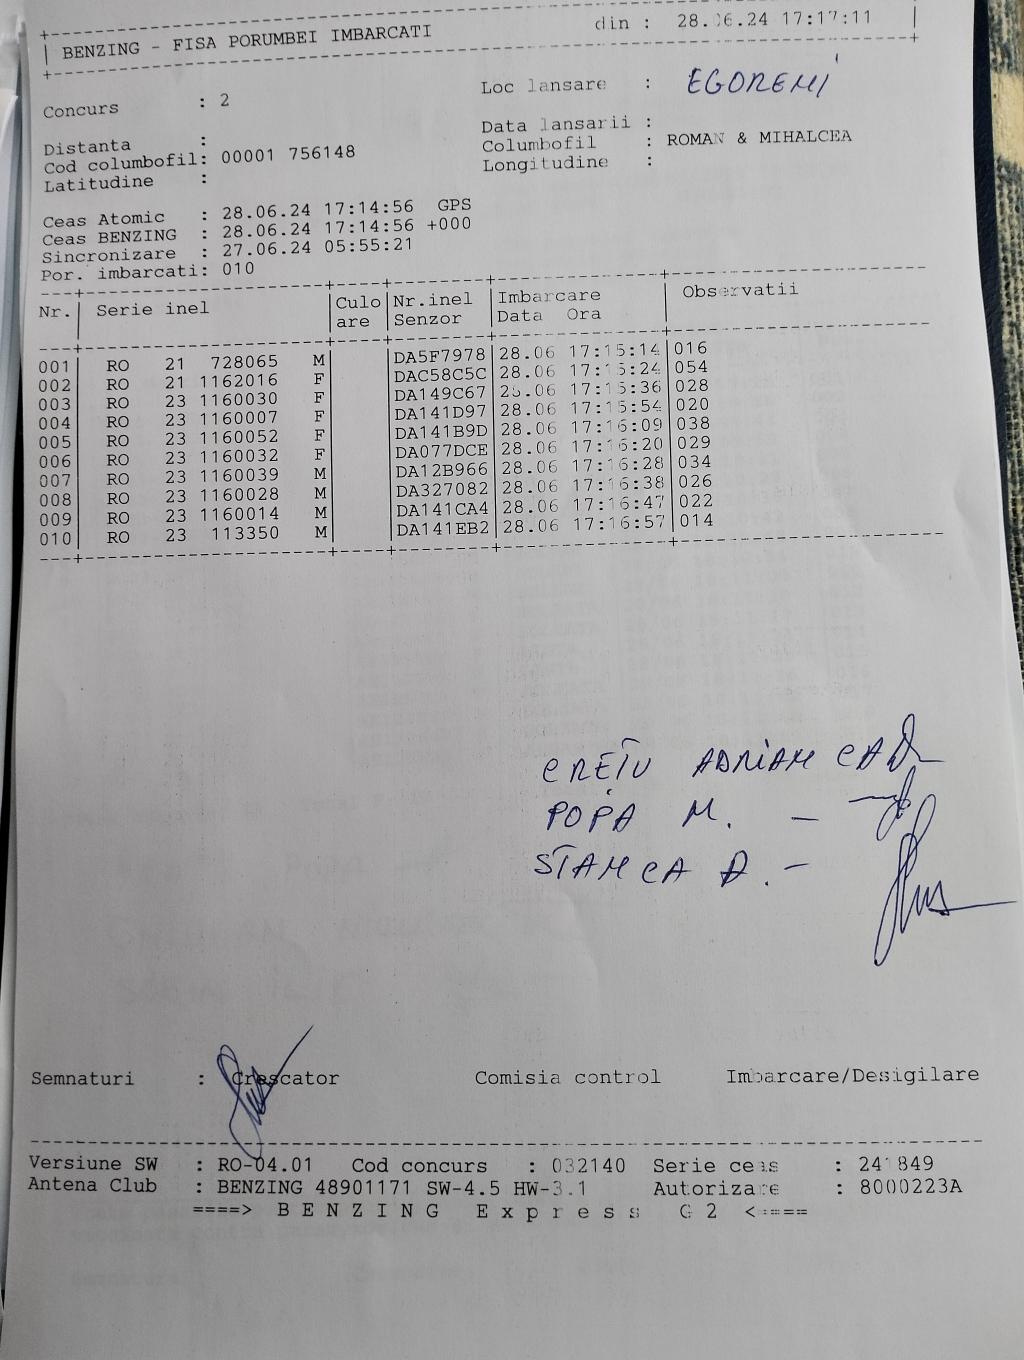 BENZING - FISA PORUMBEI IMBARCATI din : 28.06.24 17:17:11
Concurs : 2 Loc lansare : EGOREMI
Distanta : Data lansarii :
Cod columbofil: 00001 756148 Columbofil : ROMAN & MIHALCEA
Latitudine : Longitudine :
Ceas Atomic : 28.06.24 17:14:56 GPS
Ceas BENZING : 28.06.24 17:14:56 +000
Sincronizare : 27.06.24 05:55:21
Por. imbarcati: 010
Nr. Serie inel Culo Nr.inel Imbarcare Observatii
are Senzor Data Ora
001 RO 21 728065 M DA5F7978 28.06 17:15:14 016
002 RO 21 1162016 F DAC58C5C 28.06 17:15:24 054
003 RO 23 1160030 F DA149C67 28.06 17:15:36 028
004 RO 23 1160007 F DA141D97 28.06 17:15:54 020
005 RO 23 1160052 F DA141B9D 28.06 17:16:09 038
006 RO 23 1160032 F DA077DCE 28.06 17:16:20 029
007 RO 23 1160039 M DA12B966 28.06 17:16:28 034
008 RO 23 1160028 M DA327082 28.06 17:16:38 026
009 RO 23 1160014 M DA141CA4 28.06 17:16:47 022
010 RO 23 113350 M DA141EB2 28.06 17:16:57 014
CREȚU ADRIAN
POPA M. -
STANCA D. -
Semnaturi : Crescator Comisia control Imbarcare/Desigilare
Versiune SW : RO-04.01 Cod concurs : 032140 Serie ceas : 241849
Antena Club : BENZING 48901171 SW-4.5 HW-3.1 Autorizare : 8000223A
====> B E N Z I N G E x p r e s s G 2 <====